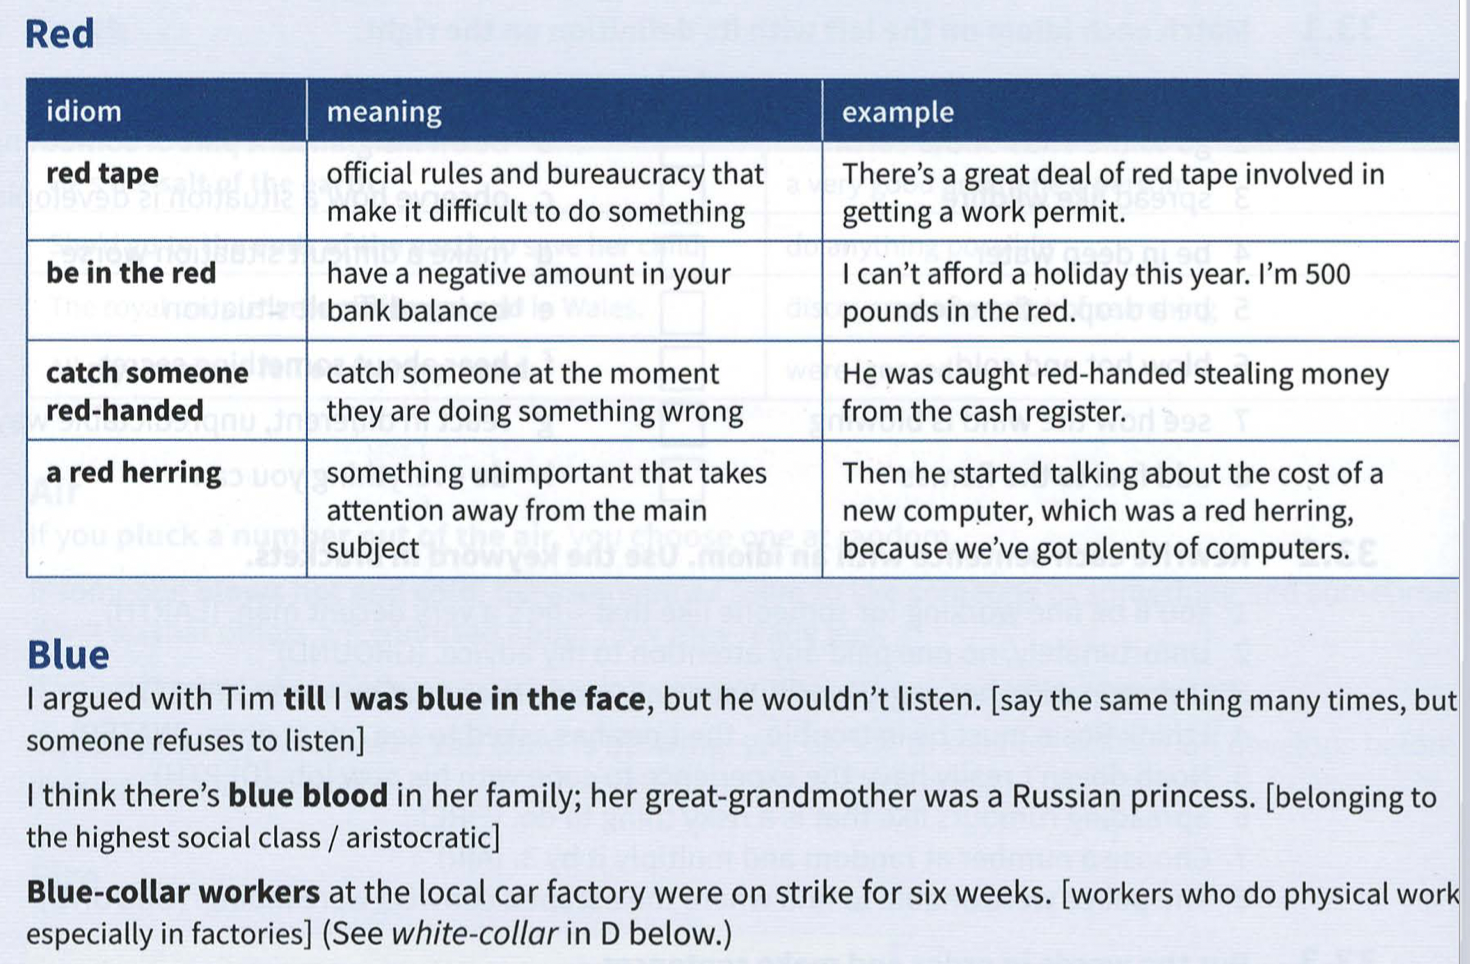 Red
idiom meaning example
red tape official rules and bureaucracy that There's a great deal of red tape involved in
make it difficult to do something getting a work permit.
be in the red have a negative amount in your I can't afford a holiday this year. I'm 500
bank balance pounds in the red.
catch someone catch someone at the moment He was caught red-handed stealing money
red-handed they are doing something wrong from the cash register.
a red herring something unimportant that takes Then he started talking about the cost of a
attention away from the main new computer, which was a red herring,
subject because we've got plenty of computers.
Blue
I argued with Tim till I was blue in the face, but he wouldn't listen. [say the same thing many times, but
someone refuses to listen]
I think there's blue blood in her family; her great-grandmother was a Russian princess. [belonging to
the highest social class / aristocratic]
Blue-collar workers at the local car factory were on strike for six weeks. [workers who do physical work
especially in factories] (See white-collar in D below.)